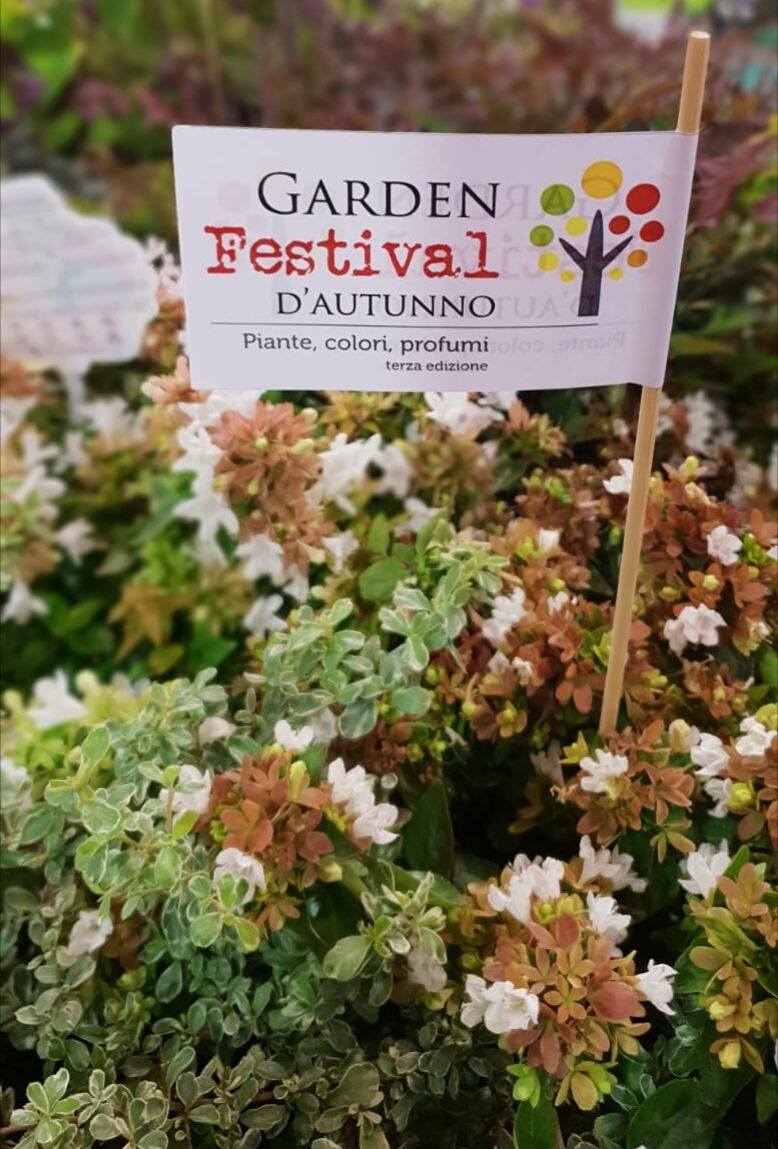 GARDEN
Festival
D'AUTUNNO
Piante, colori, profumi
terza edizione